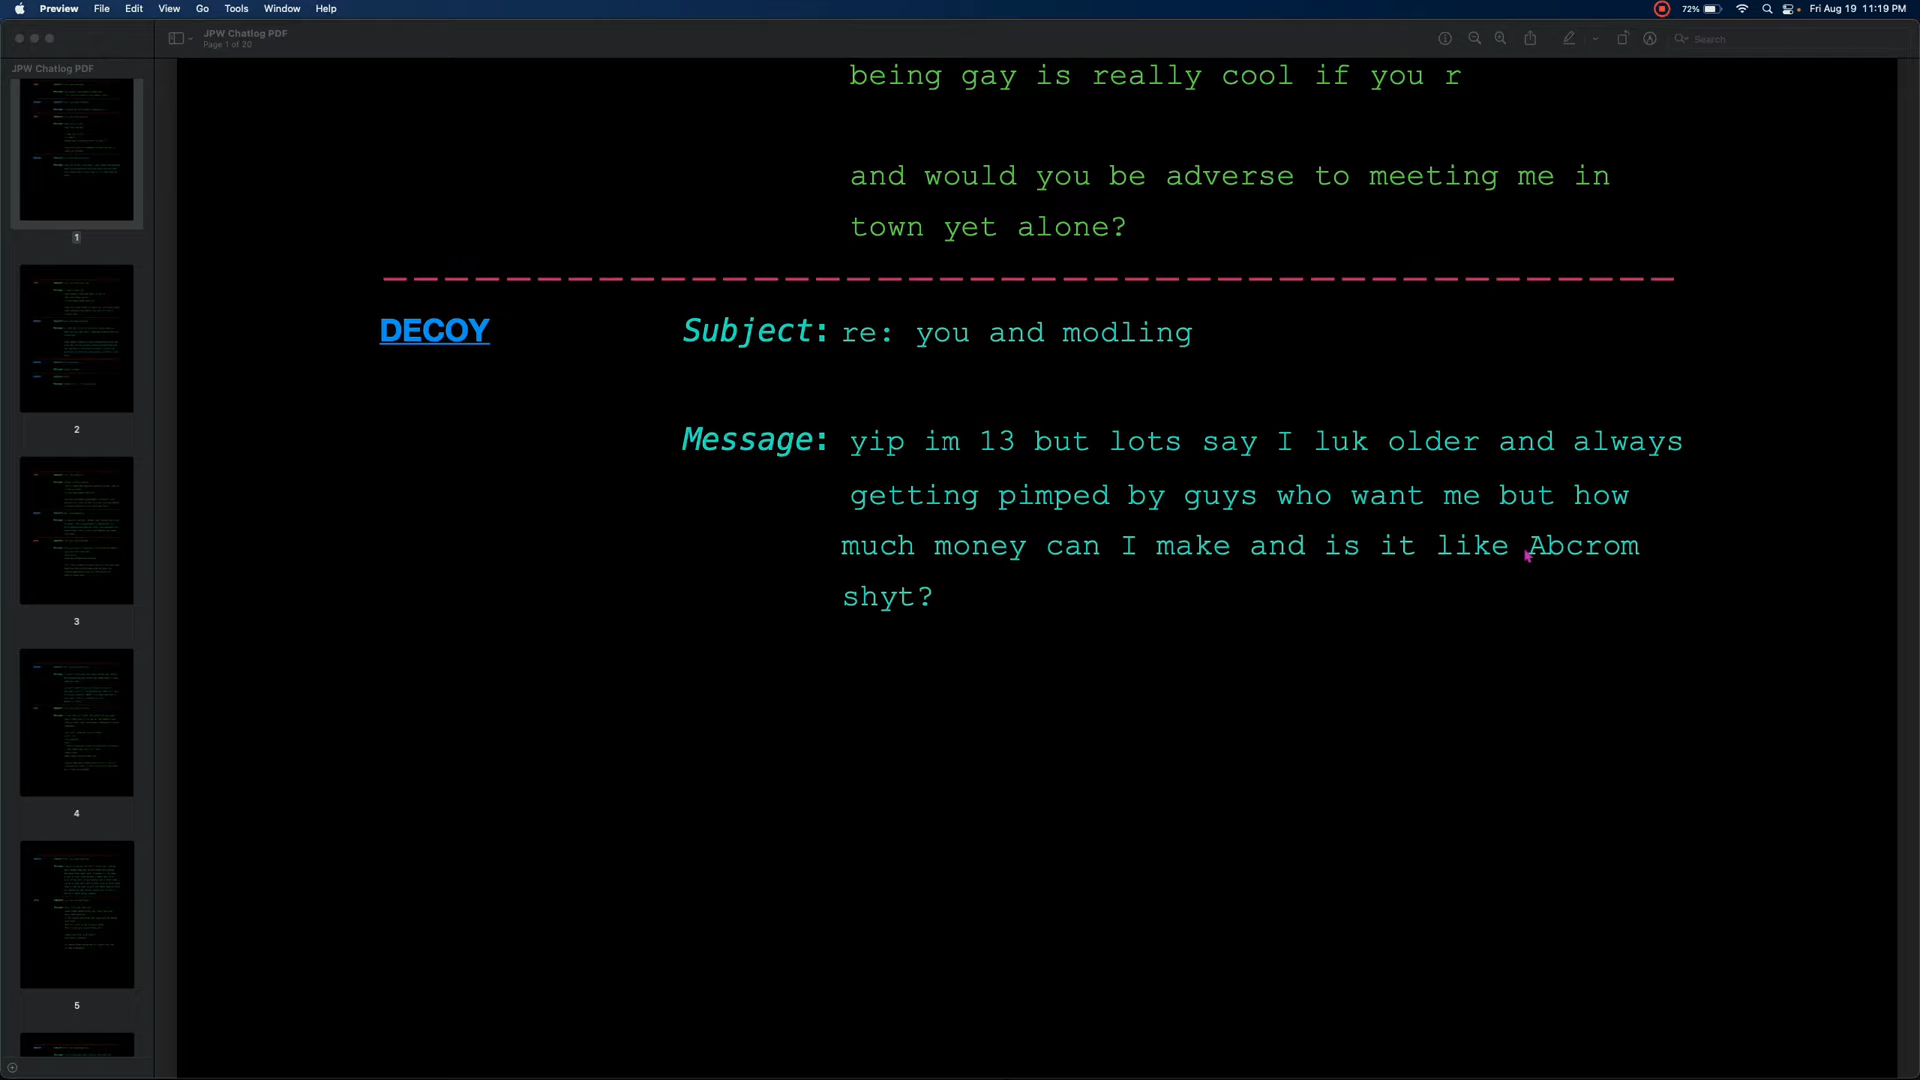 Preview File Edit View Go Tools Window Help 72% Fri Aug 19 11:19 PM
JPW Chatlog PDF
Page 1 of 20
Search
JPW Chatlog PDF
1
2
3
4
5
being gay is really cool if you r
and would you be adverse to meeting me in
town yet alone?
DECOY Subject: re: you and modling
Message: yip im 13 but lots say I luk older and always
getting pimped by guys who want me but how
much money can I make and is it like Abcrom
shyt?